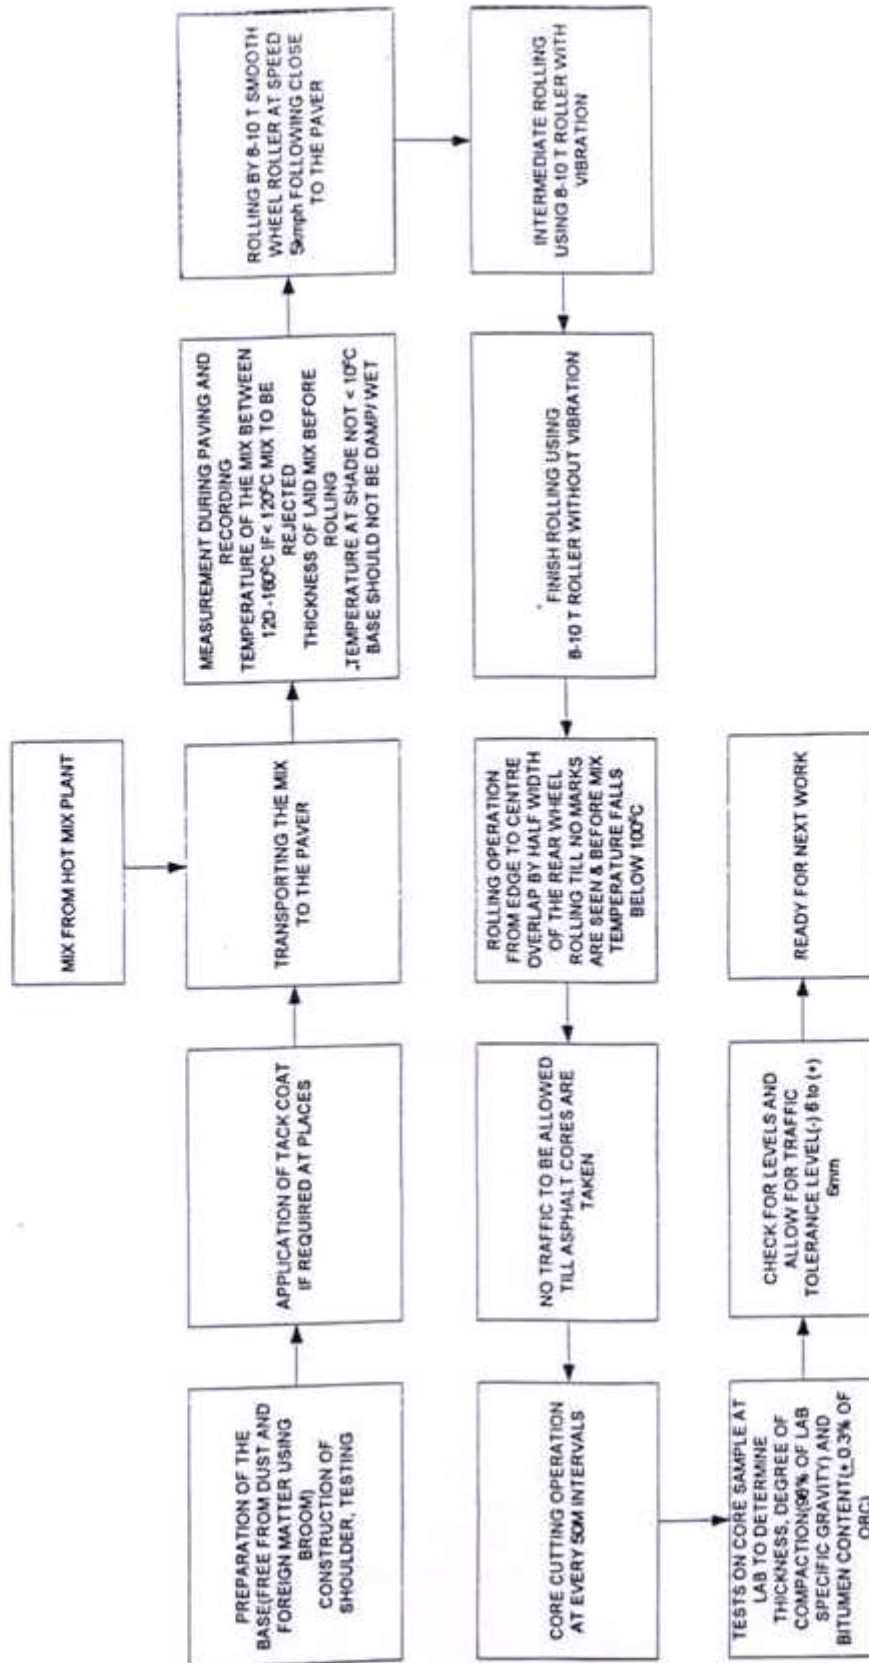 MIX FROM HOT MIX PLANT
PREPARATION OF THE
BASE(FREE FROM DUST AND
FOREIGN MATTER USING
BROOM)
CONSTRUCTION OF
SHOULDER, TESTING
APPLICATION OF TACK COAT
IF REQUIRED AT PLACES
TRANSPORTING THE MIX
TO THE PAVER
MEASUREMENT DURING PAVING AND
RECORDING
TEMPERATURE OF THE MIX BETWEEN
120 -160°C IF < 120°C MIX TO BE
REJECTED
THICKNESS OF LAID MIX BEFORE
ROLLING
.TEMPERATURE AT SHADE NOT < 10°C
BASE SHOULD NOT BE DAMP/ WET
ROLLING BY 8-10 T SMOOTH
WHEEL ROLLER AT SPEED
5kmph FOLLOWING CLOSE
TO THE PAVER
INTERMEDIATE ROLLING
USING 8-10 T ROLLER WITH
VIBRATION
FINISH ROLLING USING
8-10 T ROLLER WITHOUT VIBRATION
ROLLING OPERATION
FROM EDGE TO CENTRE
OVERLAP BY HALF WIDTH
OF THE REAR WHEEL
ROLLING TILL NO MARKS
ARE SEEN & BEFORE MIX
TEMPERATURE FALLS
BELOW 100°C
NO TRAFFIC TO BE ALLOWED
TILL ASPHALT CORES ARE
TAKEN
CORE CUTTING OPERATION
AT EVERY 50M INTERVALS
TESTS ON CORE SAMPLE AT
LAB TO DETERMINE
THICKNESS, DEGREE OF
COMPACTION(98% OF LAB
SPECIFIC GRAVITY) AND
BITUMEN CONTENT(± 0.3% OF
OBC)
CHECK FOR LEVELS AND
ALLOW FOR TRAFFIC
TOLERANCE LEVEL(-) 6 to (+)
6mm
READY FOR NEXT WORK